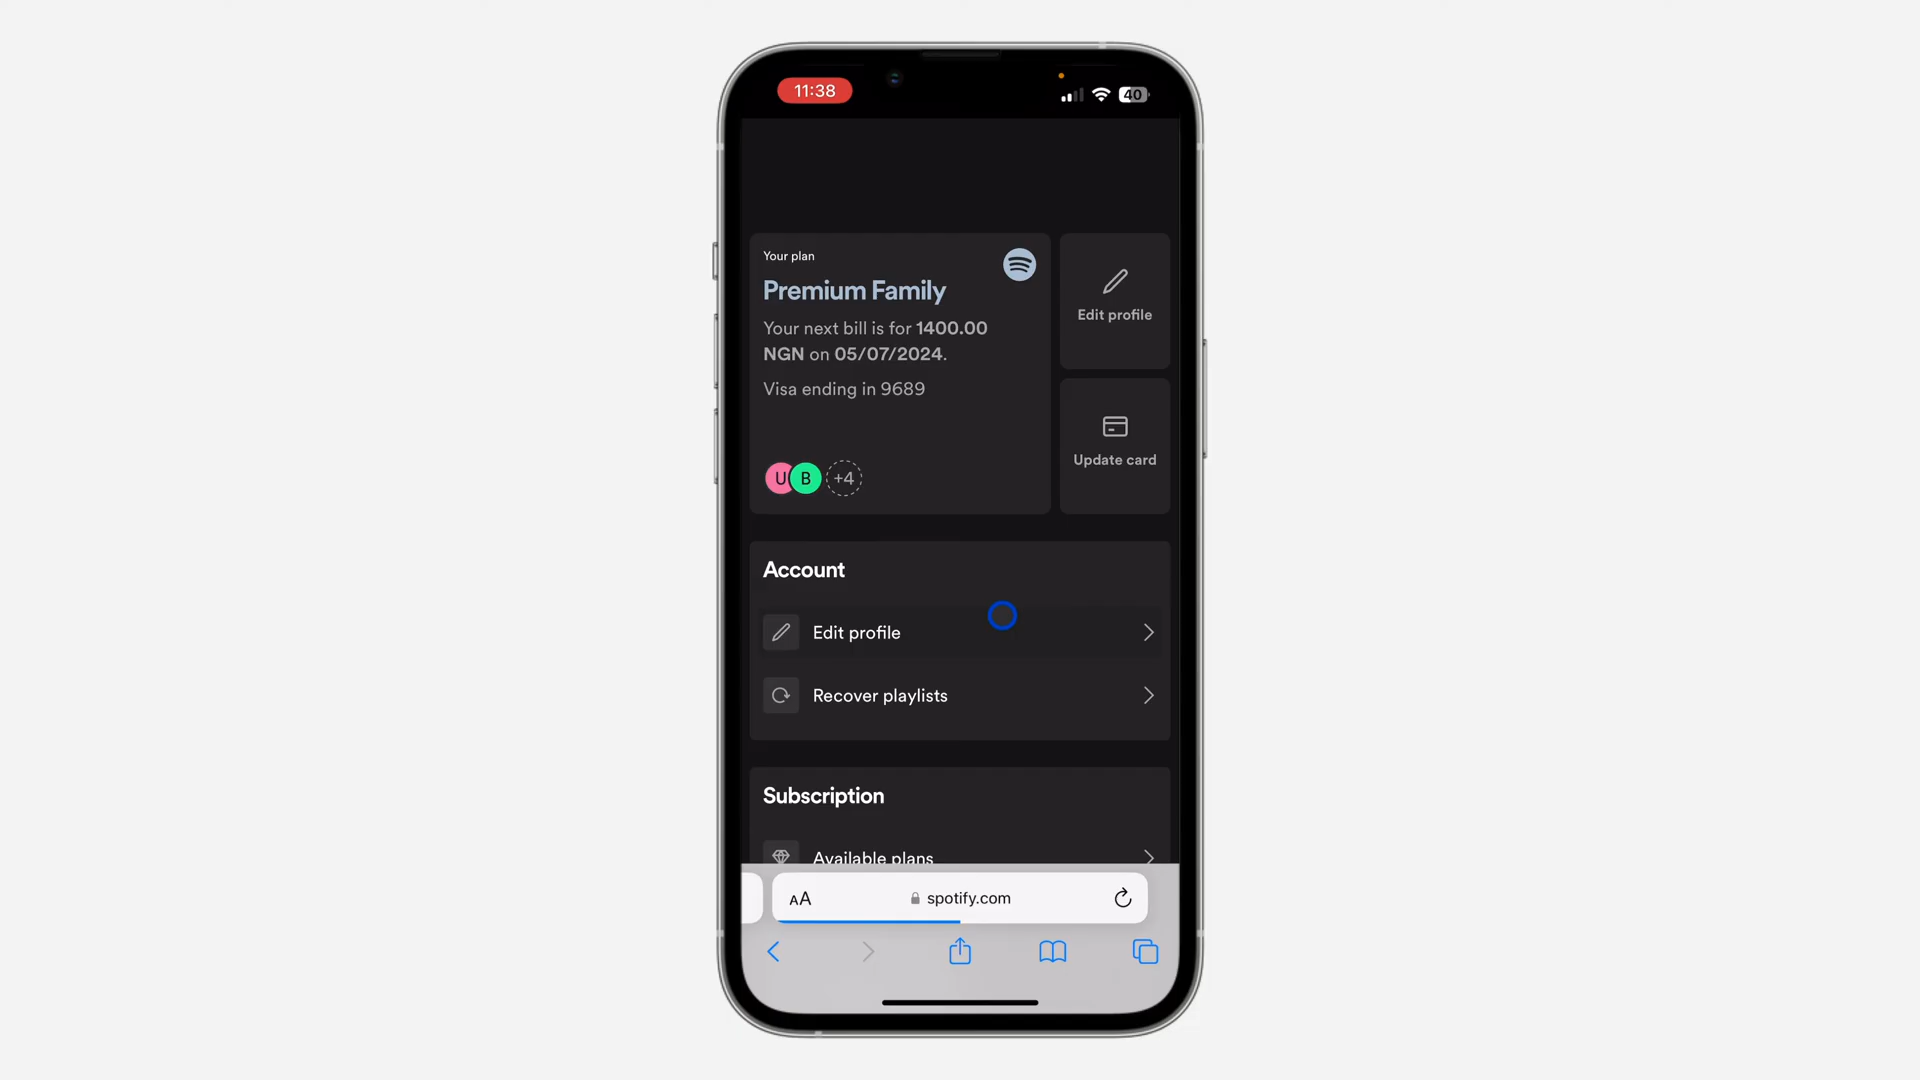 11:38
40
Your plan
Premium Family
Your next bill is for 1400.00
NGN on 05/07/2024.
Visa ending in 9689
U B +4
Edit profile
Update card
Account
Edit profile
Recover playlists
Subscription
Available plans
AA spotify.com